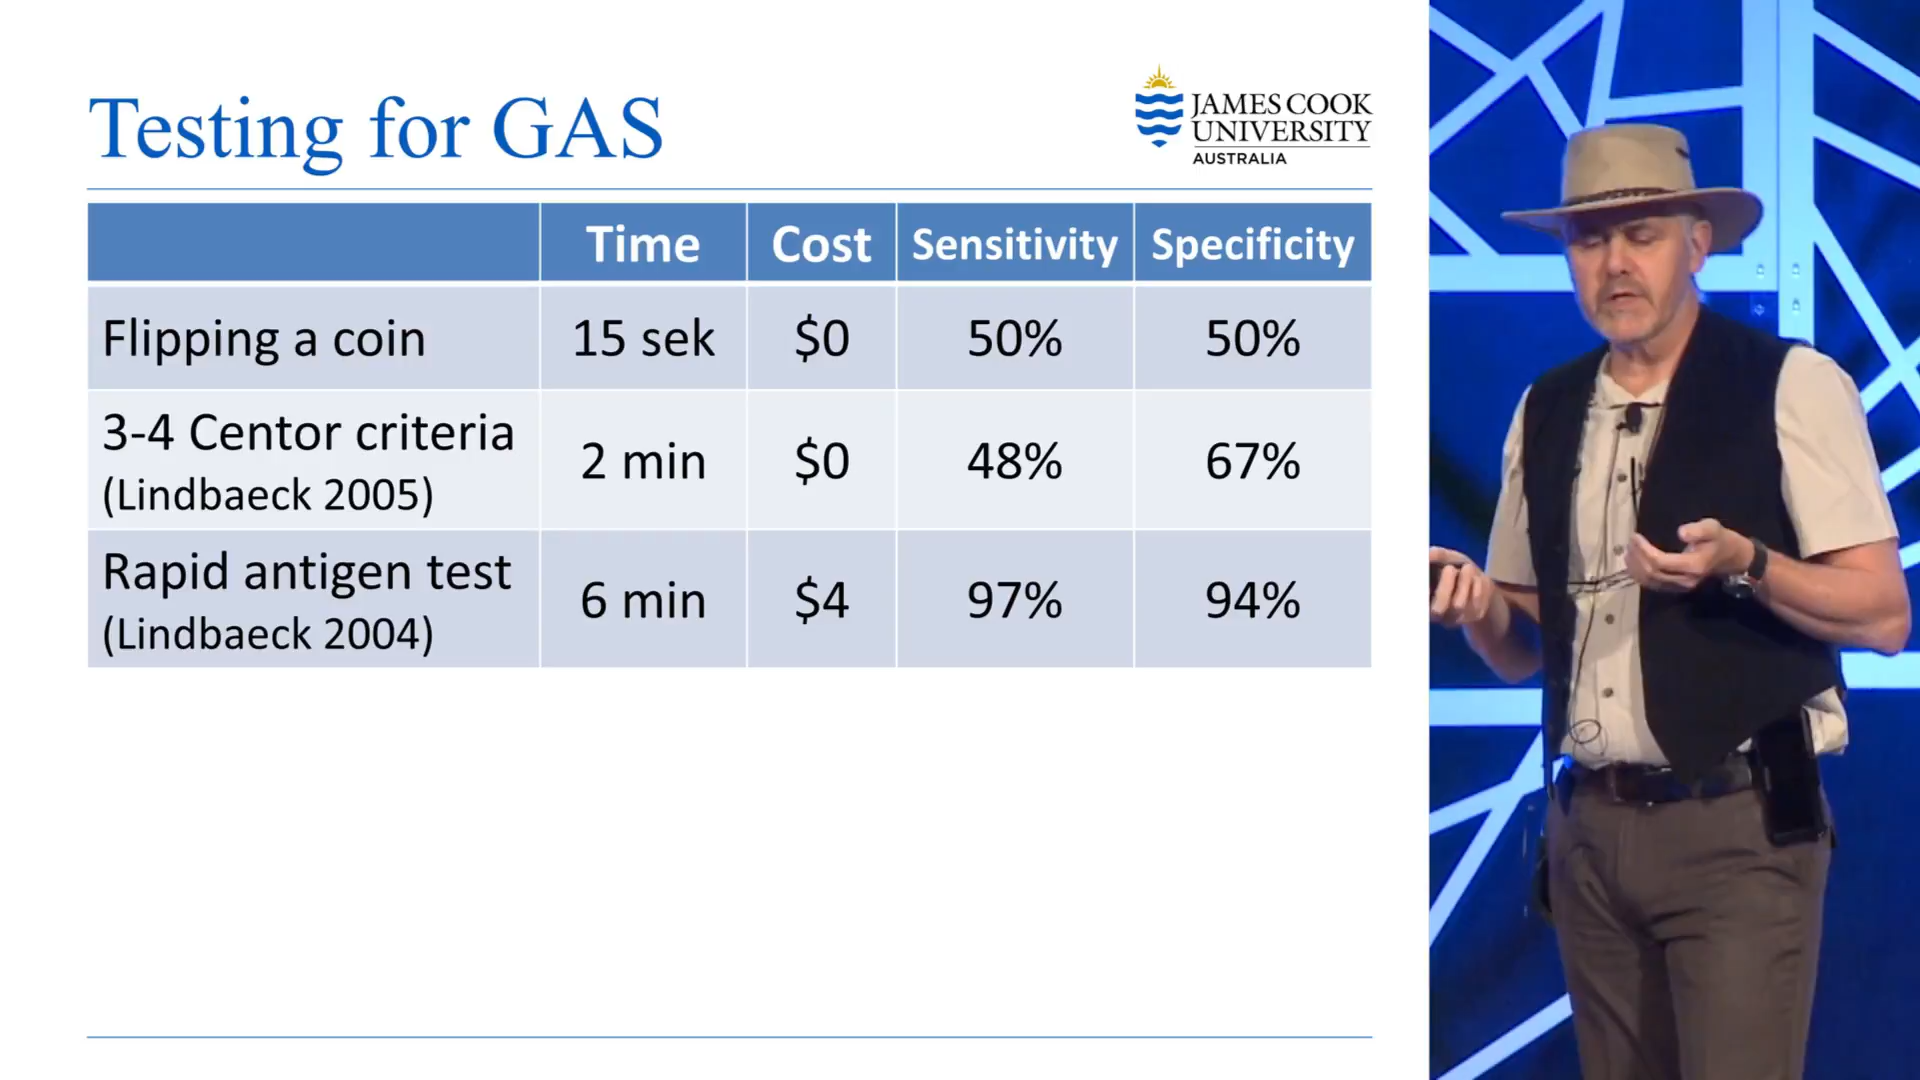 Testing for GAS
JAMES COOK
UNIVERSITY
AUSTRALIA
Time Cost Sensitivity Specificity
Flipping a coin 15 sek $0 50% 50%
3-4 Centor criteria
(Lindbaeck 2005)
2 min $0 48% 67%
Rapid antigen test
(Lindbaeck 2004)
6 min $4 97% 94%